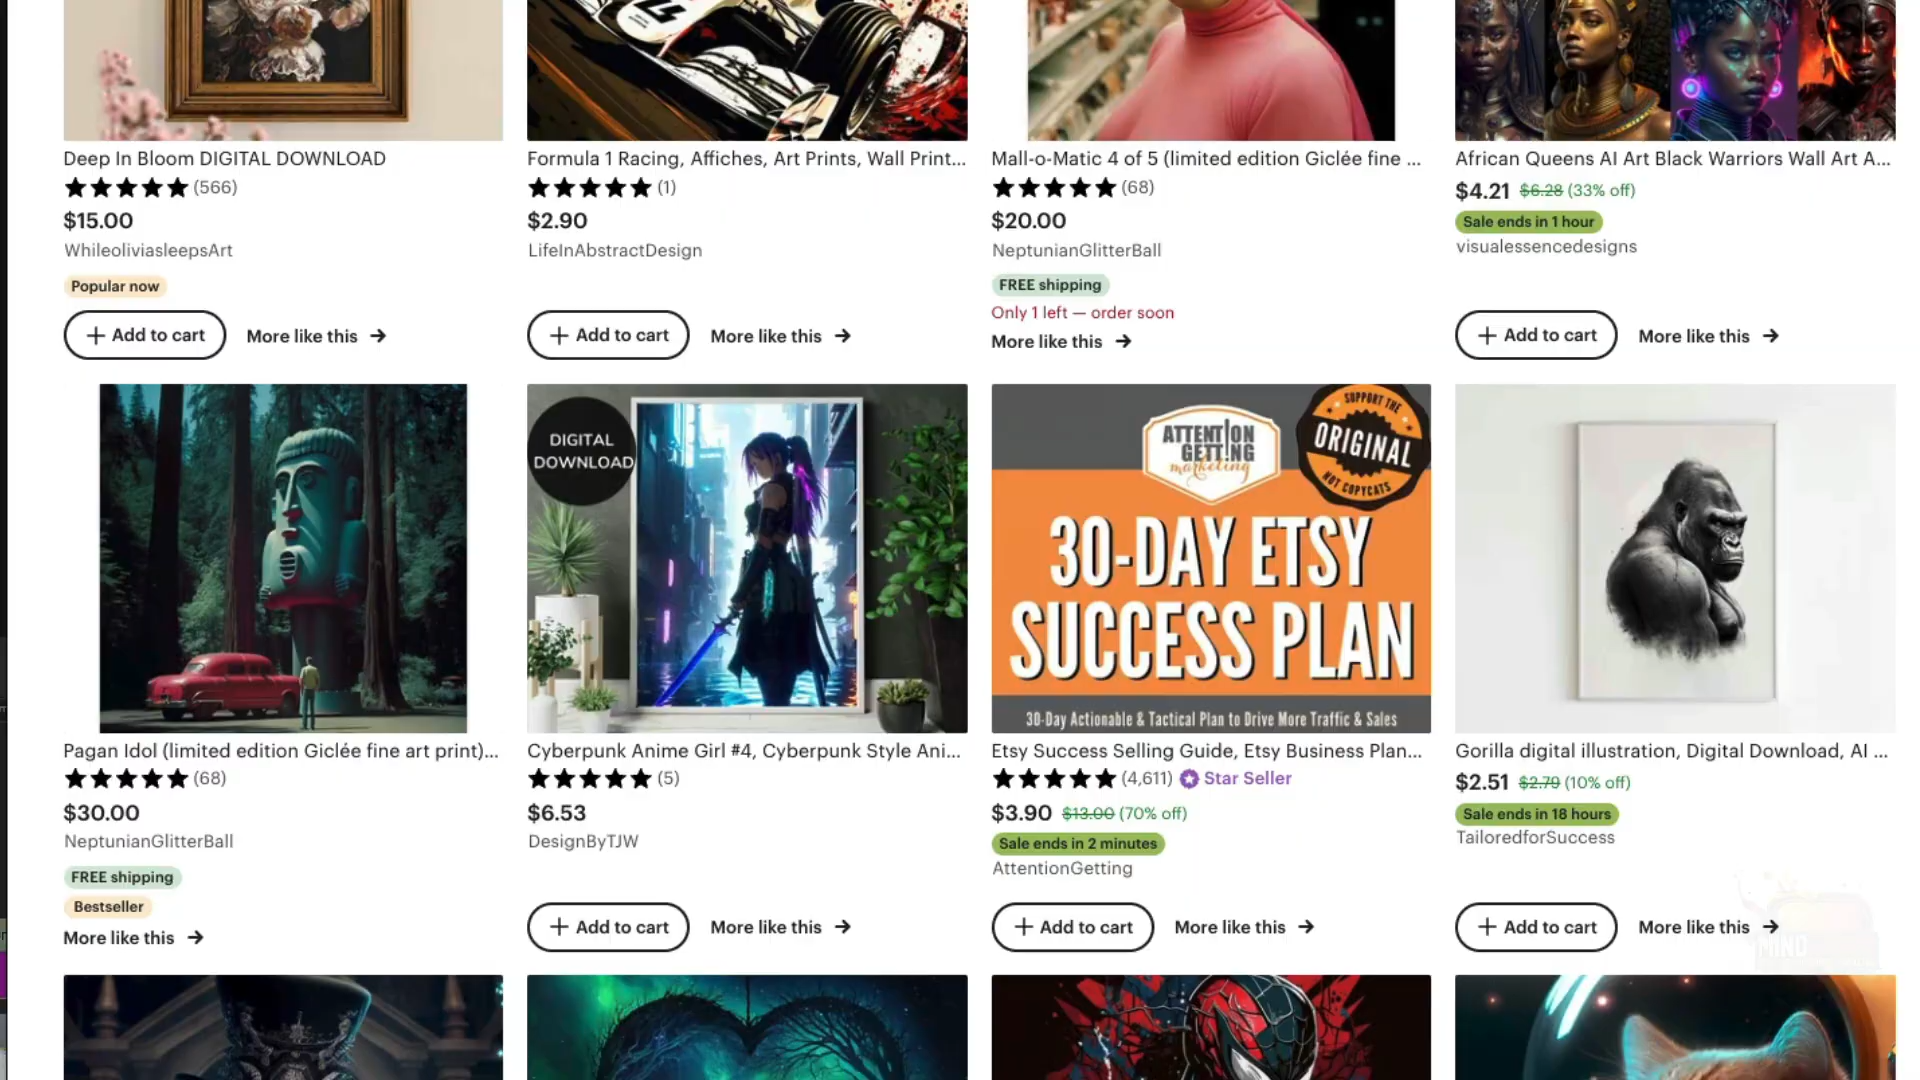 Deep In Bloom DIGITAL DOWNLOAD
(566)
$15.00
WhileoliviasleepsArt
Popular now
+ Add to cart More like this →
Formula 1 Racing, Affiches, Art Prints, Wall Print...
(1)
$2.90
LifeInAbstractDesign
+ Add to cart More like this →
Mall-o-Matic 4 of 5 (limited edition Giclée fine ...
(68)
$20.00
NeptunianGlitterBall
FREE shipping
Only 1 left — order soon
More like this →
African Queens AI Art Black Warriors Wall Art A...
$4.21 $6.28 (33% off)
Sale ends in 1 hour
visualessencedesigns
+ Add to cart More like this →
Pagan Idol (limited edition Giclée fine art print)...
(68)
$30.00
NeptunianGlitterBall
FREE shipping
Bestseller
More like this →
DIGITAL
DOWNLOAD
Cyberpunk Anime Girl #4, Cyberpunk Style Ani...
(5)
$6.53
DesignByTJW
+ Add to cart More like this →
ATTENT!ON
GETT!NG
marketing
SUPPORT THE
ORIGINAL
NOT COPYCATS
30-DAY ETSY
SUCCESS PLAN
30-Day Actionable & Tactical Plan to Drive More Traffic & Sales
Etsy Success Selling Guide, Etsy Business Plan...
(4,611) Star Seller
$3.90 $13.00 (70% off)
Sale ends in 2 minutes
AttentionGetting
+ Add to cart More like this →
Gorilla digital illustration, Digital Download, AI ...
$2.51 $2.79 (10% off)
Sale ends in 18 hours
TailoredforSuccess
+ Add to cart More like this →
MIND